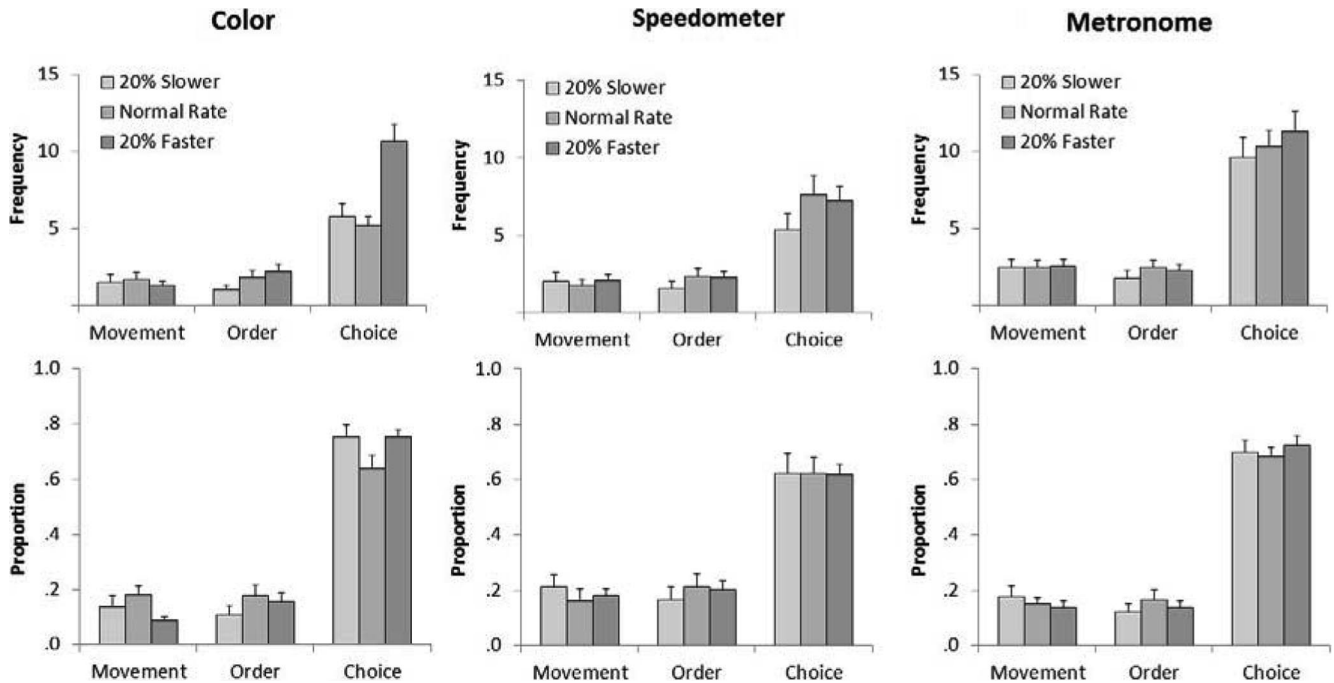 Color
Speedometer
Metronome
Frequency
15
10
5
20% Slower
Normal Rate
20% Faster
Movement
Order
Choice
Frequency
15
10
5
20% Slower
Normal Rate
20% Faster
Movement
Order
Choice
Frequency
15
10
5
20% Slower
Normal Rate
20% Faster
Movement
Order
Choice
Proportion
1.0
.8
.6
.4
.2
.0
Movement
Order
Choice
Proportion
1.0
.8
.6
.4
.2
.0
Movement
Order
Choice
Proportion
1.0
.8
.6
.4
.2
.0
Movement
Order
Choice